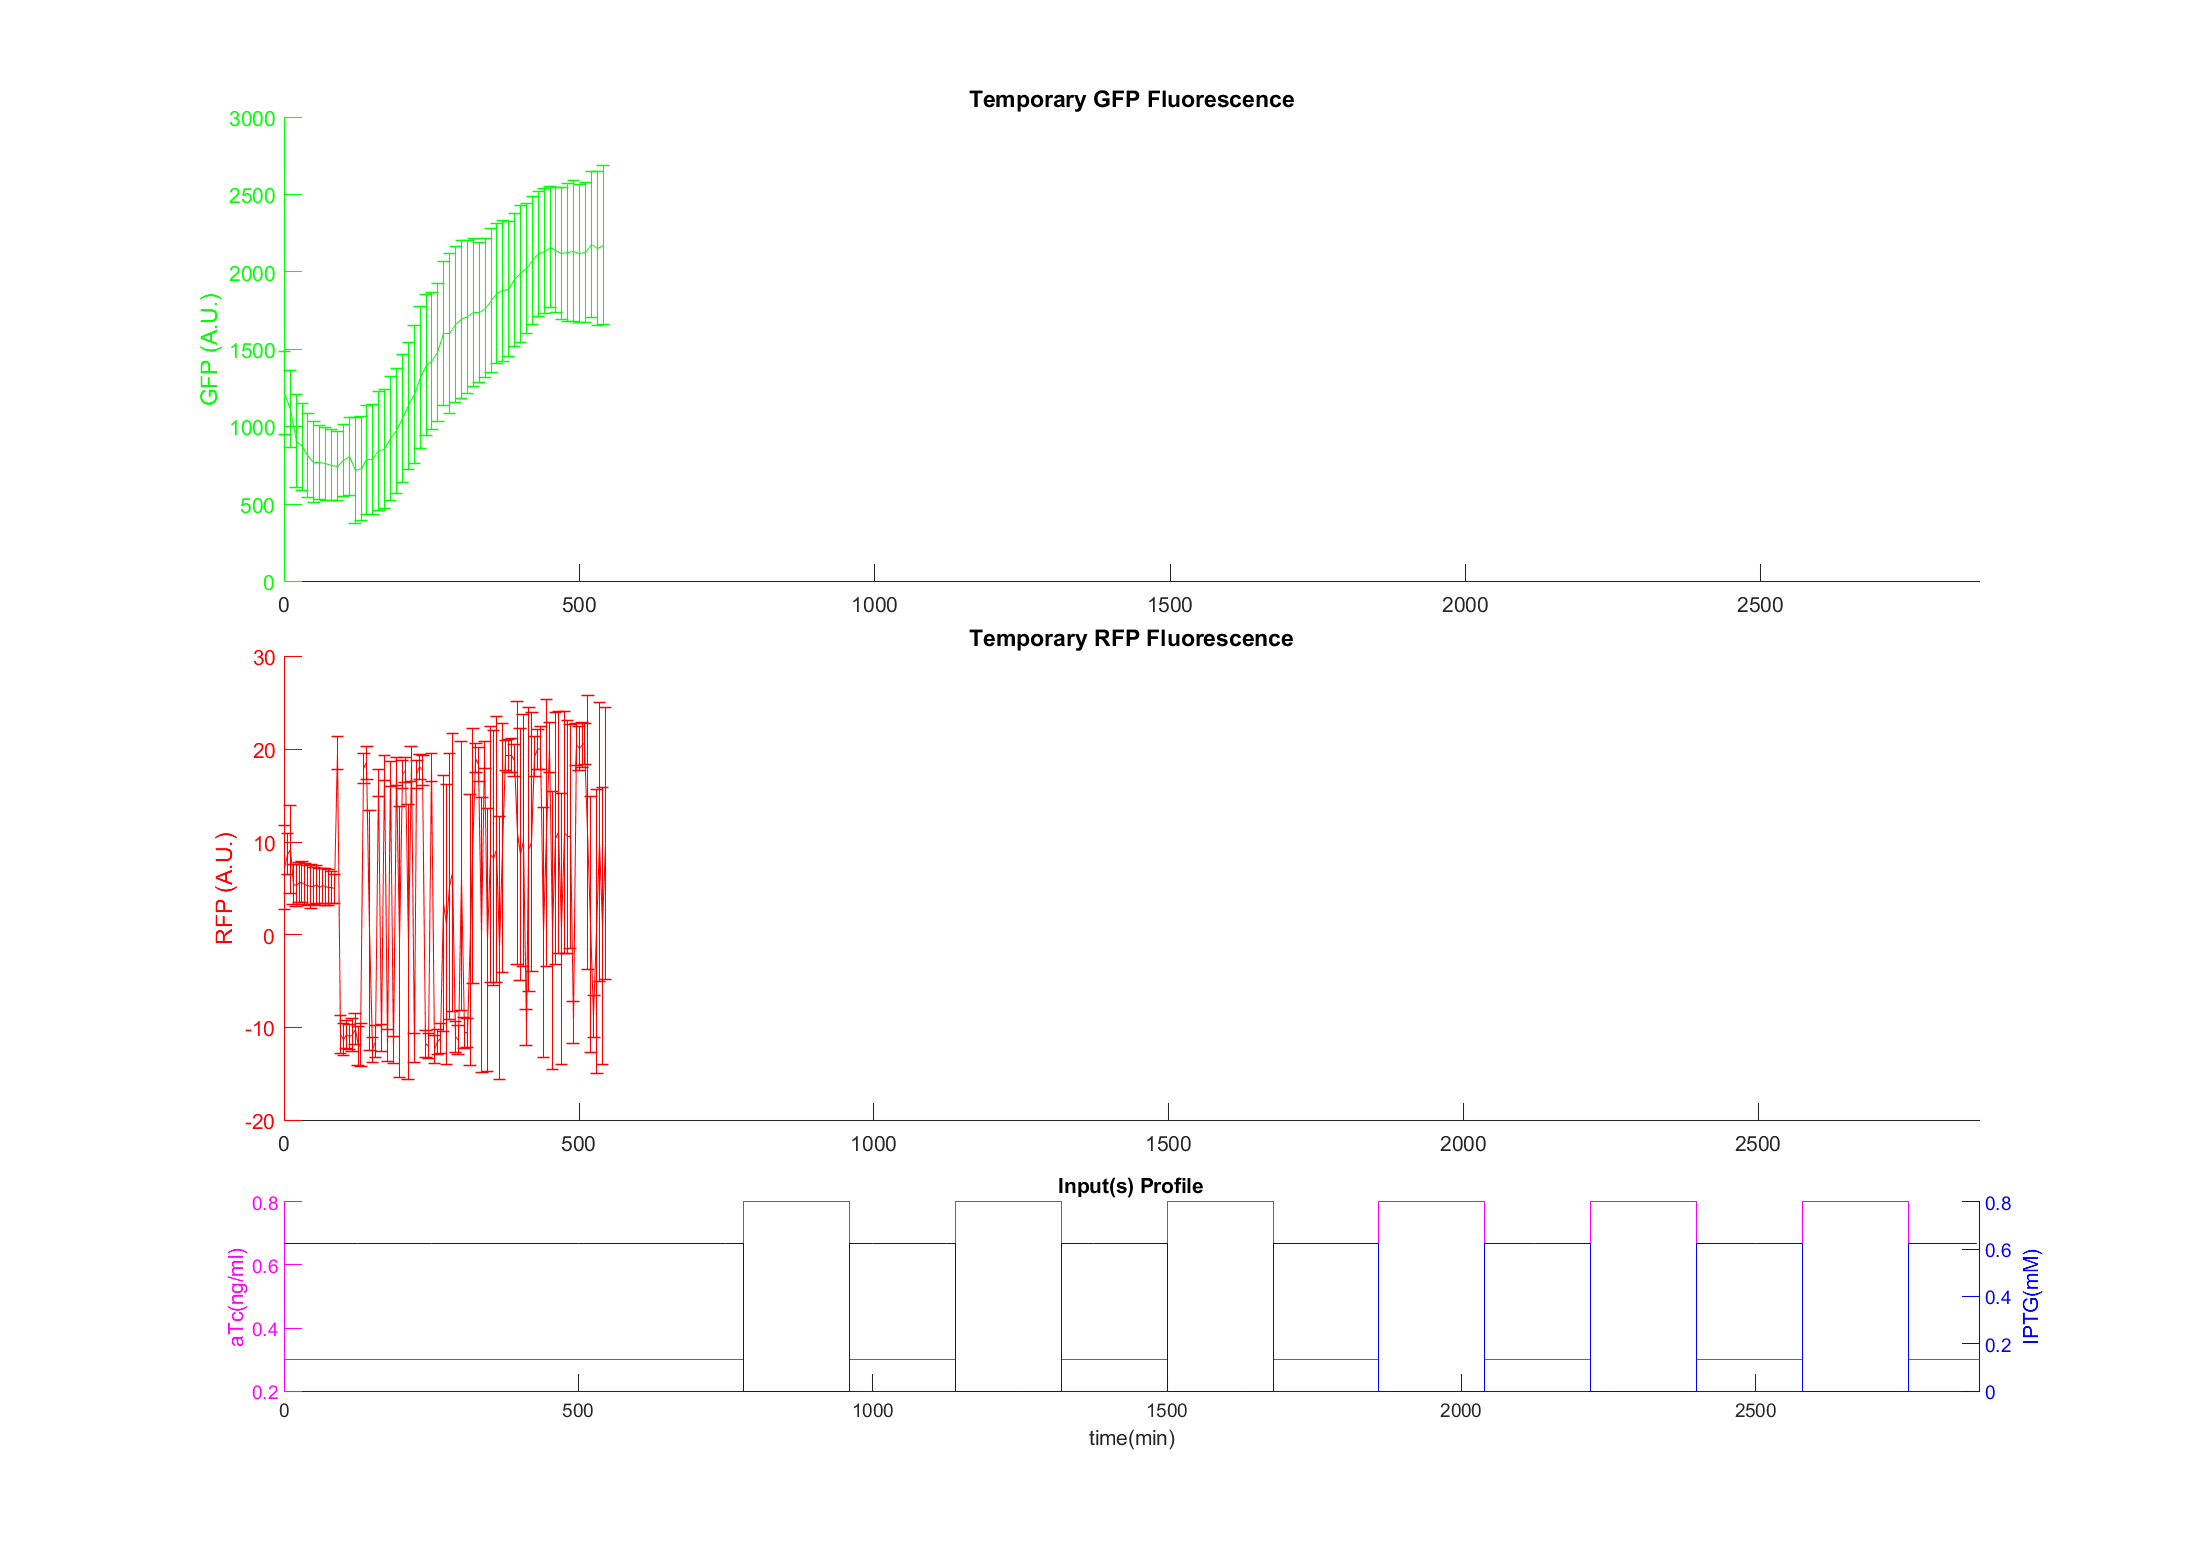 Temporary GFP Fluorescence
3000
2500
2000
1500
1000
500
0
GFP (A.U.)
0 500 1000 1500 2000 2500
Temporary RFP Fluorescence
30
20
10
0
-10
-20
RFP (A.U.)
0 500 1000 1500 2000 2500
Input(s) Profile
0.8
0.6
0.4
0.2
aTc(ng/ml)
0.8
0.6
0.4
0.2
0
IPTG(mM)
0 500 1000 1500 2000 2500
time(min)